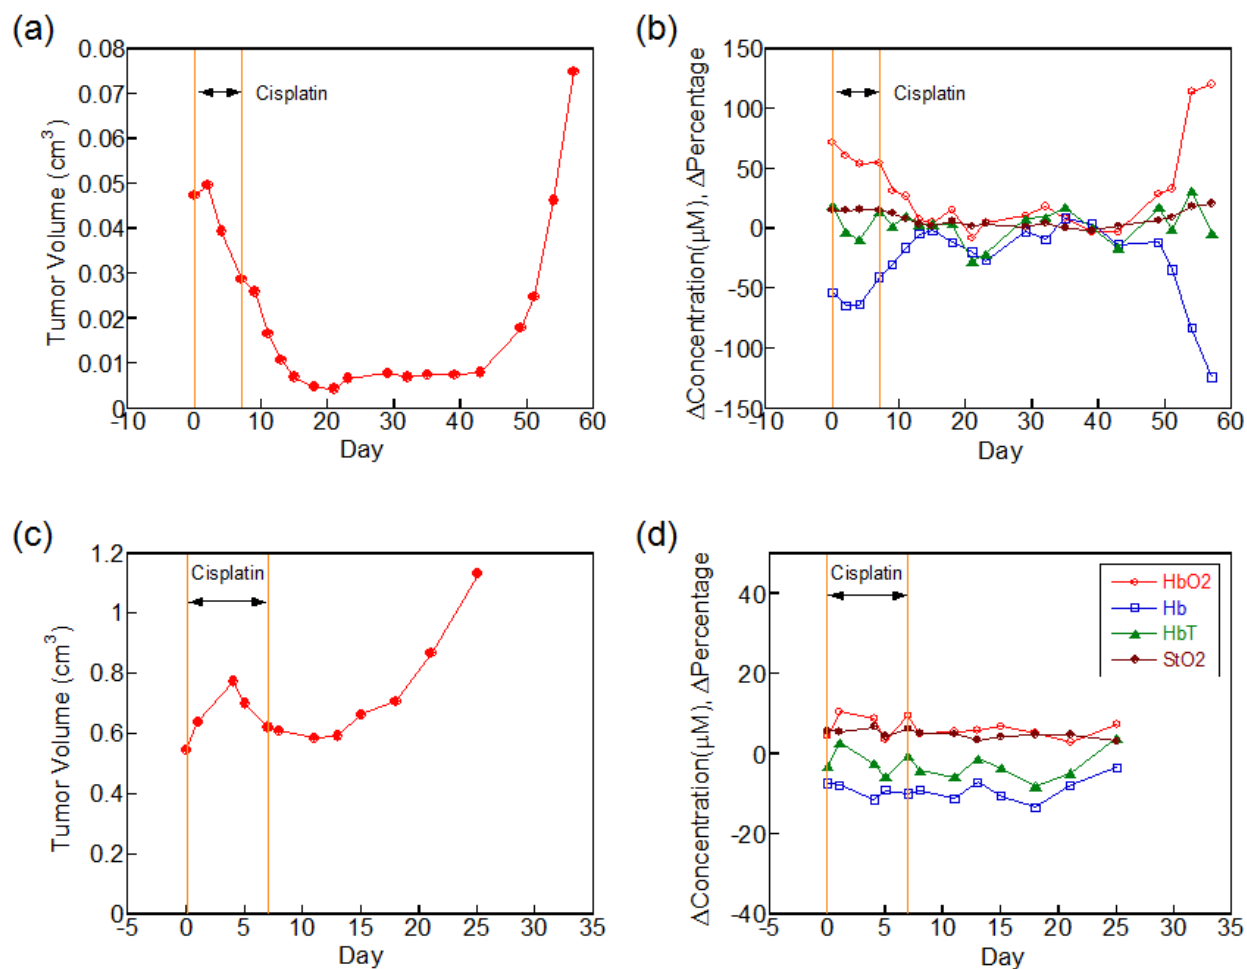 (a)
0.08
0.07
0.06
0.05
0.04
0.03
0.02
0.01
0
-10 0 10 20 30 40 50 60
Tumor Volume (cm³)
Day
Cisplatin
(b)
150
100
50
0
-50
-100
-150
-10 0 10 20 30 40 50 60
ΔConcentration(μM), ΔPercentage
Day
Cisplatin
(c)
1.2
1
0.8
0.6
0.4
0.2
0
-5 0 5 10 15 20 25 30 35
Tumor Volume (cm³)
Day
Cisplatin
(d)
40
20
0
-20
-40
-5 0 5 10 15 20 25 30 35
ΔConcentration(μM), ΔPercentage
Day
Cisplatin
HbO2
Hb
HbT
StO2